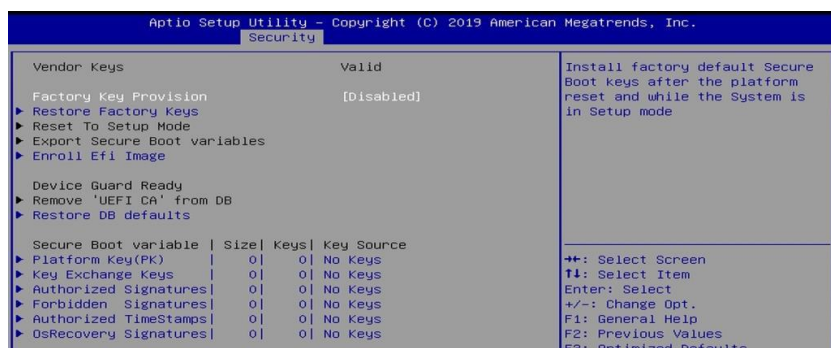 Aptio Setup Utility – Copyright (C) 2019 American Megatrends, Inc.
Security
Vendor Keys Valid
Factory Key Provision [Disabled]
Restore Factory Keys
Reset To Setup Mode
Export Secure Boot variables
Enroll Efi Image
Device Guard Ready
Remove 'UEFI CA' from DB
Restore DB defaults
Secure Boot variable | Size| Keys| Key Source
Platform Key(PK) | 0| 0| No Keys
Key Exchange Keys | 0| 0| No Keys
Authorized Signatures| 0| 0| No Keys
Forbidden Signatures| 0| 0| No Keys
Authorized TimeStamps| 0| 0| No Keys
OsRecovery Signatures| 0| 0| No Keys
Install factory default Secure
Boot keys after the platform
reset and while the System is
in Setup mode
→←: Select Screen
↑↓: Select Item
Enter: Select
+/-: Change Opt.
F1: General Help
F2: Previous Values
F3: Optimized Defaults